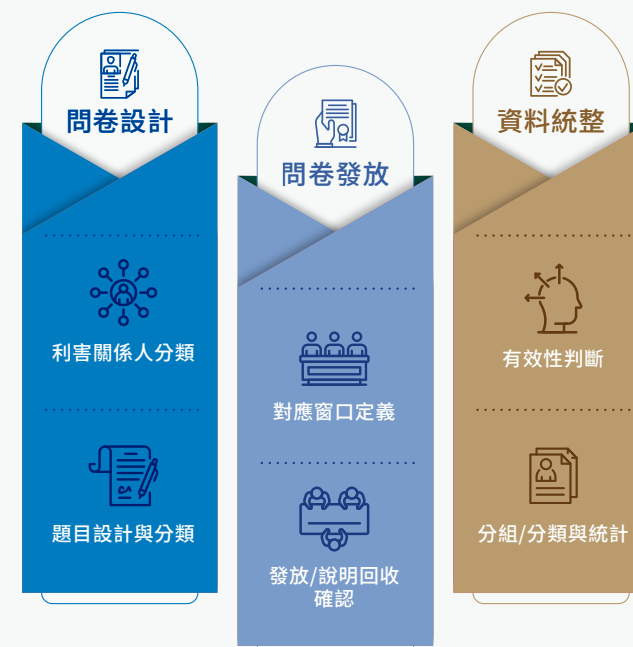 問卷設計
利害關係人分類
題目設計與分類
問卷發放
對應窗口定義
發放/說明回收
確認
資料統整
有效性判斷
分組/分類與統計